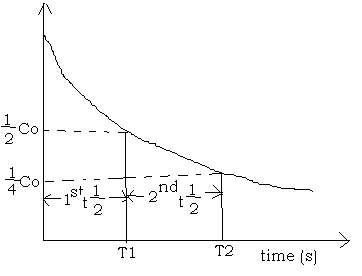 1/2 Co
1/4 Co
1st t 1/2
2nd t 1/2
T1
T2
time (s)